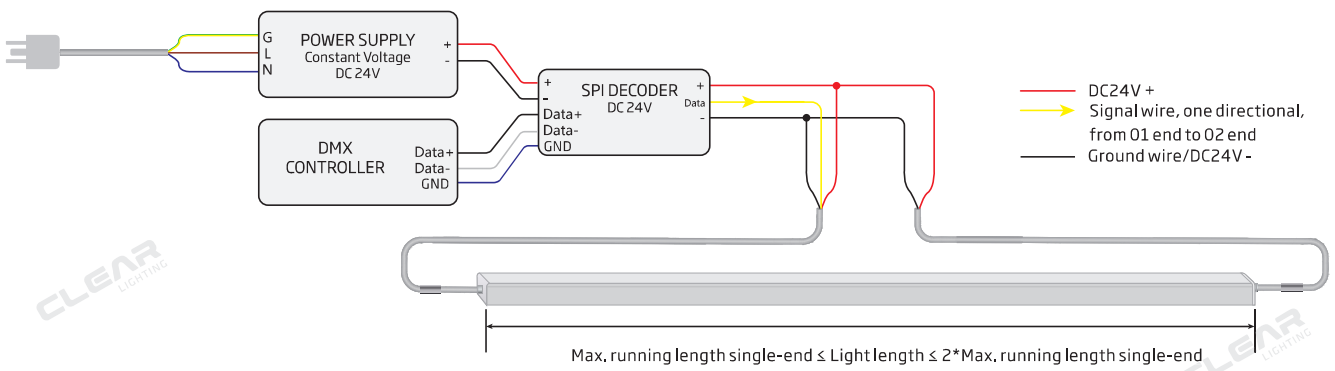 G
L
N
POWER SUPPLY
Constant Voltage
DC 24V
+
-
DMX
CONTROLLER
Data+
Data-
GND
+
-
Data+
Data-
GND
SPI DECODER
DC 24V
+
Data
-
DC24V +
Signal wire, one directional,
from 01 end to 02 end
Ground wire/DC24V -
CLEAR
LIGHTING
Max. running length single-end ≤ Light length ≤ 2*Max. running length single-end
CLEAR
LIGHTING